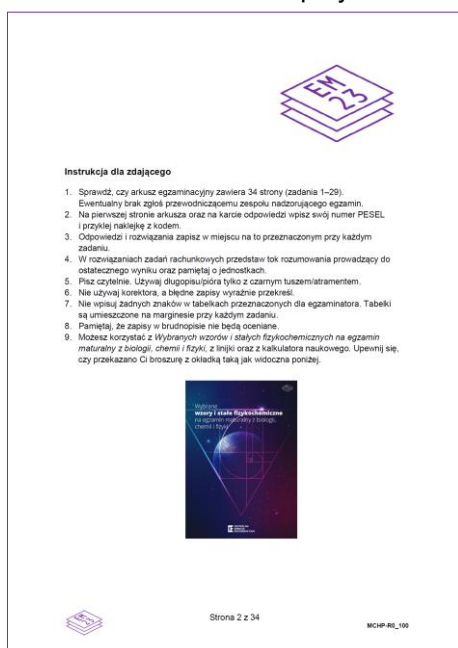 EM
23
Instrukcja dla zdającego
1. Sprawdź, czy arkusz egzaminacyjny zawiera 34 strony (zadania 1–29).
Ewentualny brak zgłoś przewodniczącemu zespołu nadzorującego egzamin.
2. Na pierwszej stronie arkusza oraz na karcie odpowiedzi wpisz swój numer PESEL
i przyklej naklejkę z kodem.
3. Odpowiedzi i rozwiązania zapisz w miejscu na to przeznaczonym przy każdym
zadaniu.
4. W rozwiązaniach zadań rachunkowych przedstaw tok rozumowania prowadzący do
ostatecznego wyniku oraz pamiętaj o jednostkach.
5. Pisz czytelnie. Używaj długopisu/pióra tylko z czarnym tuszem/atramentem.
6. Nie używaj korektora, a błędne zapisy wyraźnie przekreśl.
7. Nie wpisuj żadnych znaków w tabelkach przeznaczonych dla egzaminatora. Tabelki
są umieszczone na marginesie przy każdym zadaniu.
8. Pamiętaj, że zapisy w brudnopisie nie będą oceniane.
9. Możesz korzystać z Wybranych wzorów i stałych fizykochemicznych na egzamin
maturalny z biologii, chemii i fizyki, z linijki oraz z kalkulatora naukowego. Upewnij się,
czy przekazano Ci broszurę z okładką taką jak widoczna poniżej.
Wybrane
wzory i stałe fizykochemiczne
na egzamin maturalny z biologii,
chemii i fizyki
Strona 2 z 34
MCHP-R0_100